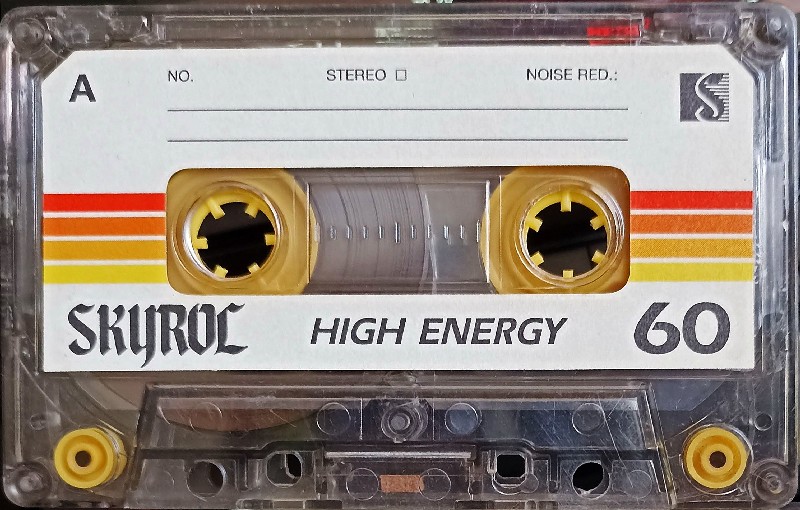 A NO. STEREO NOISE RED.:
SKYROL HIGH ENERGY 60